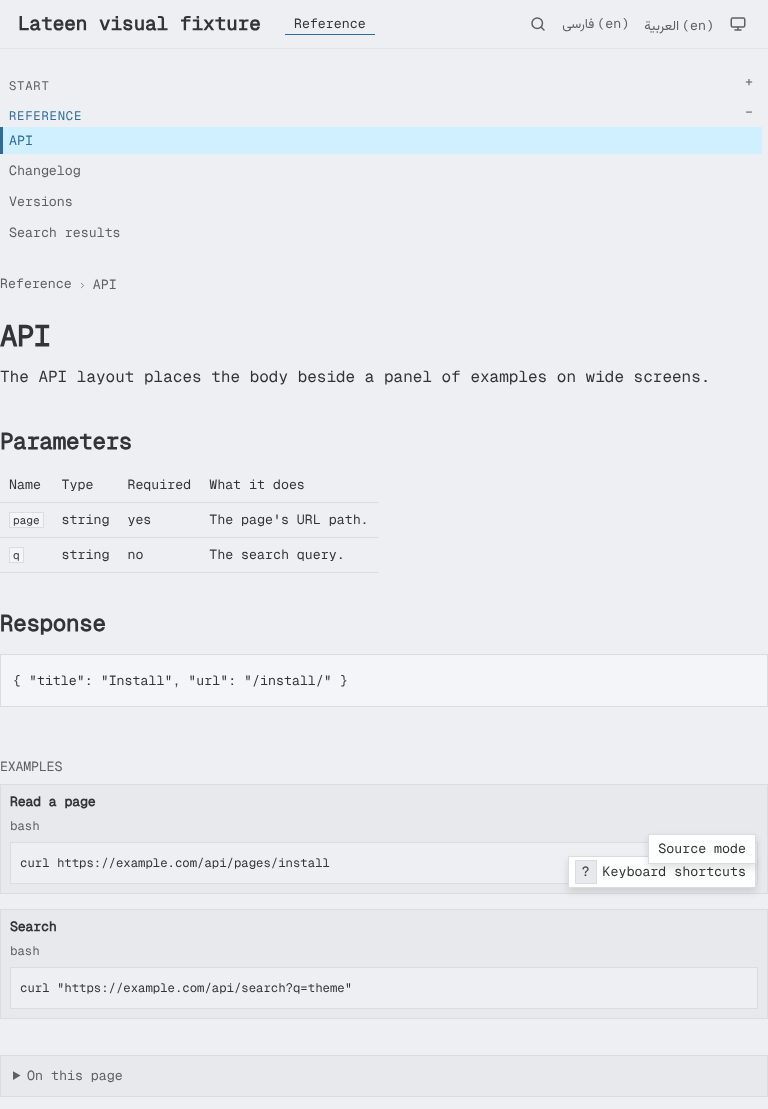 Lateen visual fixture Reference فارسی (en) العربية (en)
START +
REFERENCE −
API
Changelog
Versions
Search results
Reference › API
API
The API layout places the body beside a panel of examples on wide screens.
Parameters
Name Type Required What it does
page string yes The page's URL path.
q string no The search query.
Response
{ "title": "Install", "url": "/install/" }
EXAMPLES
Read a page
bash
Source mode
curl https://example.com/api/pages/install
? Keyboard shortcuts
Search
bash
curl "https://example.com/api/search?q=theme"
On this page